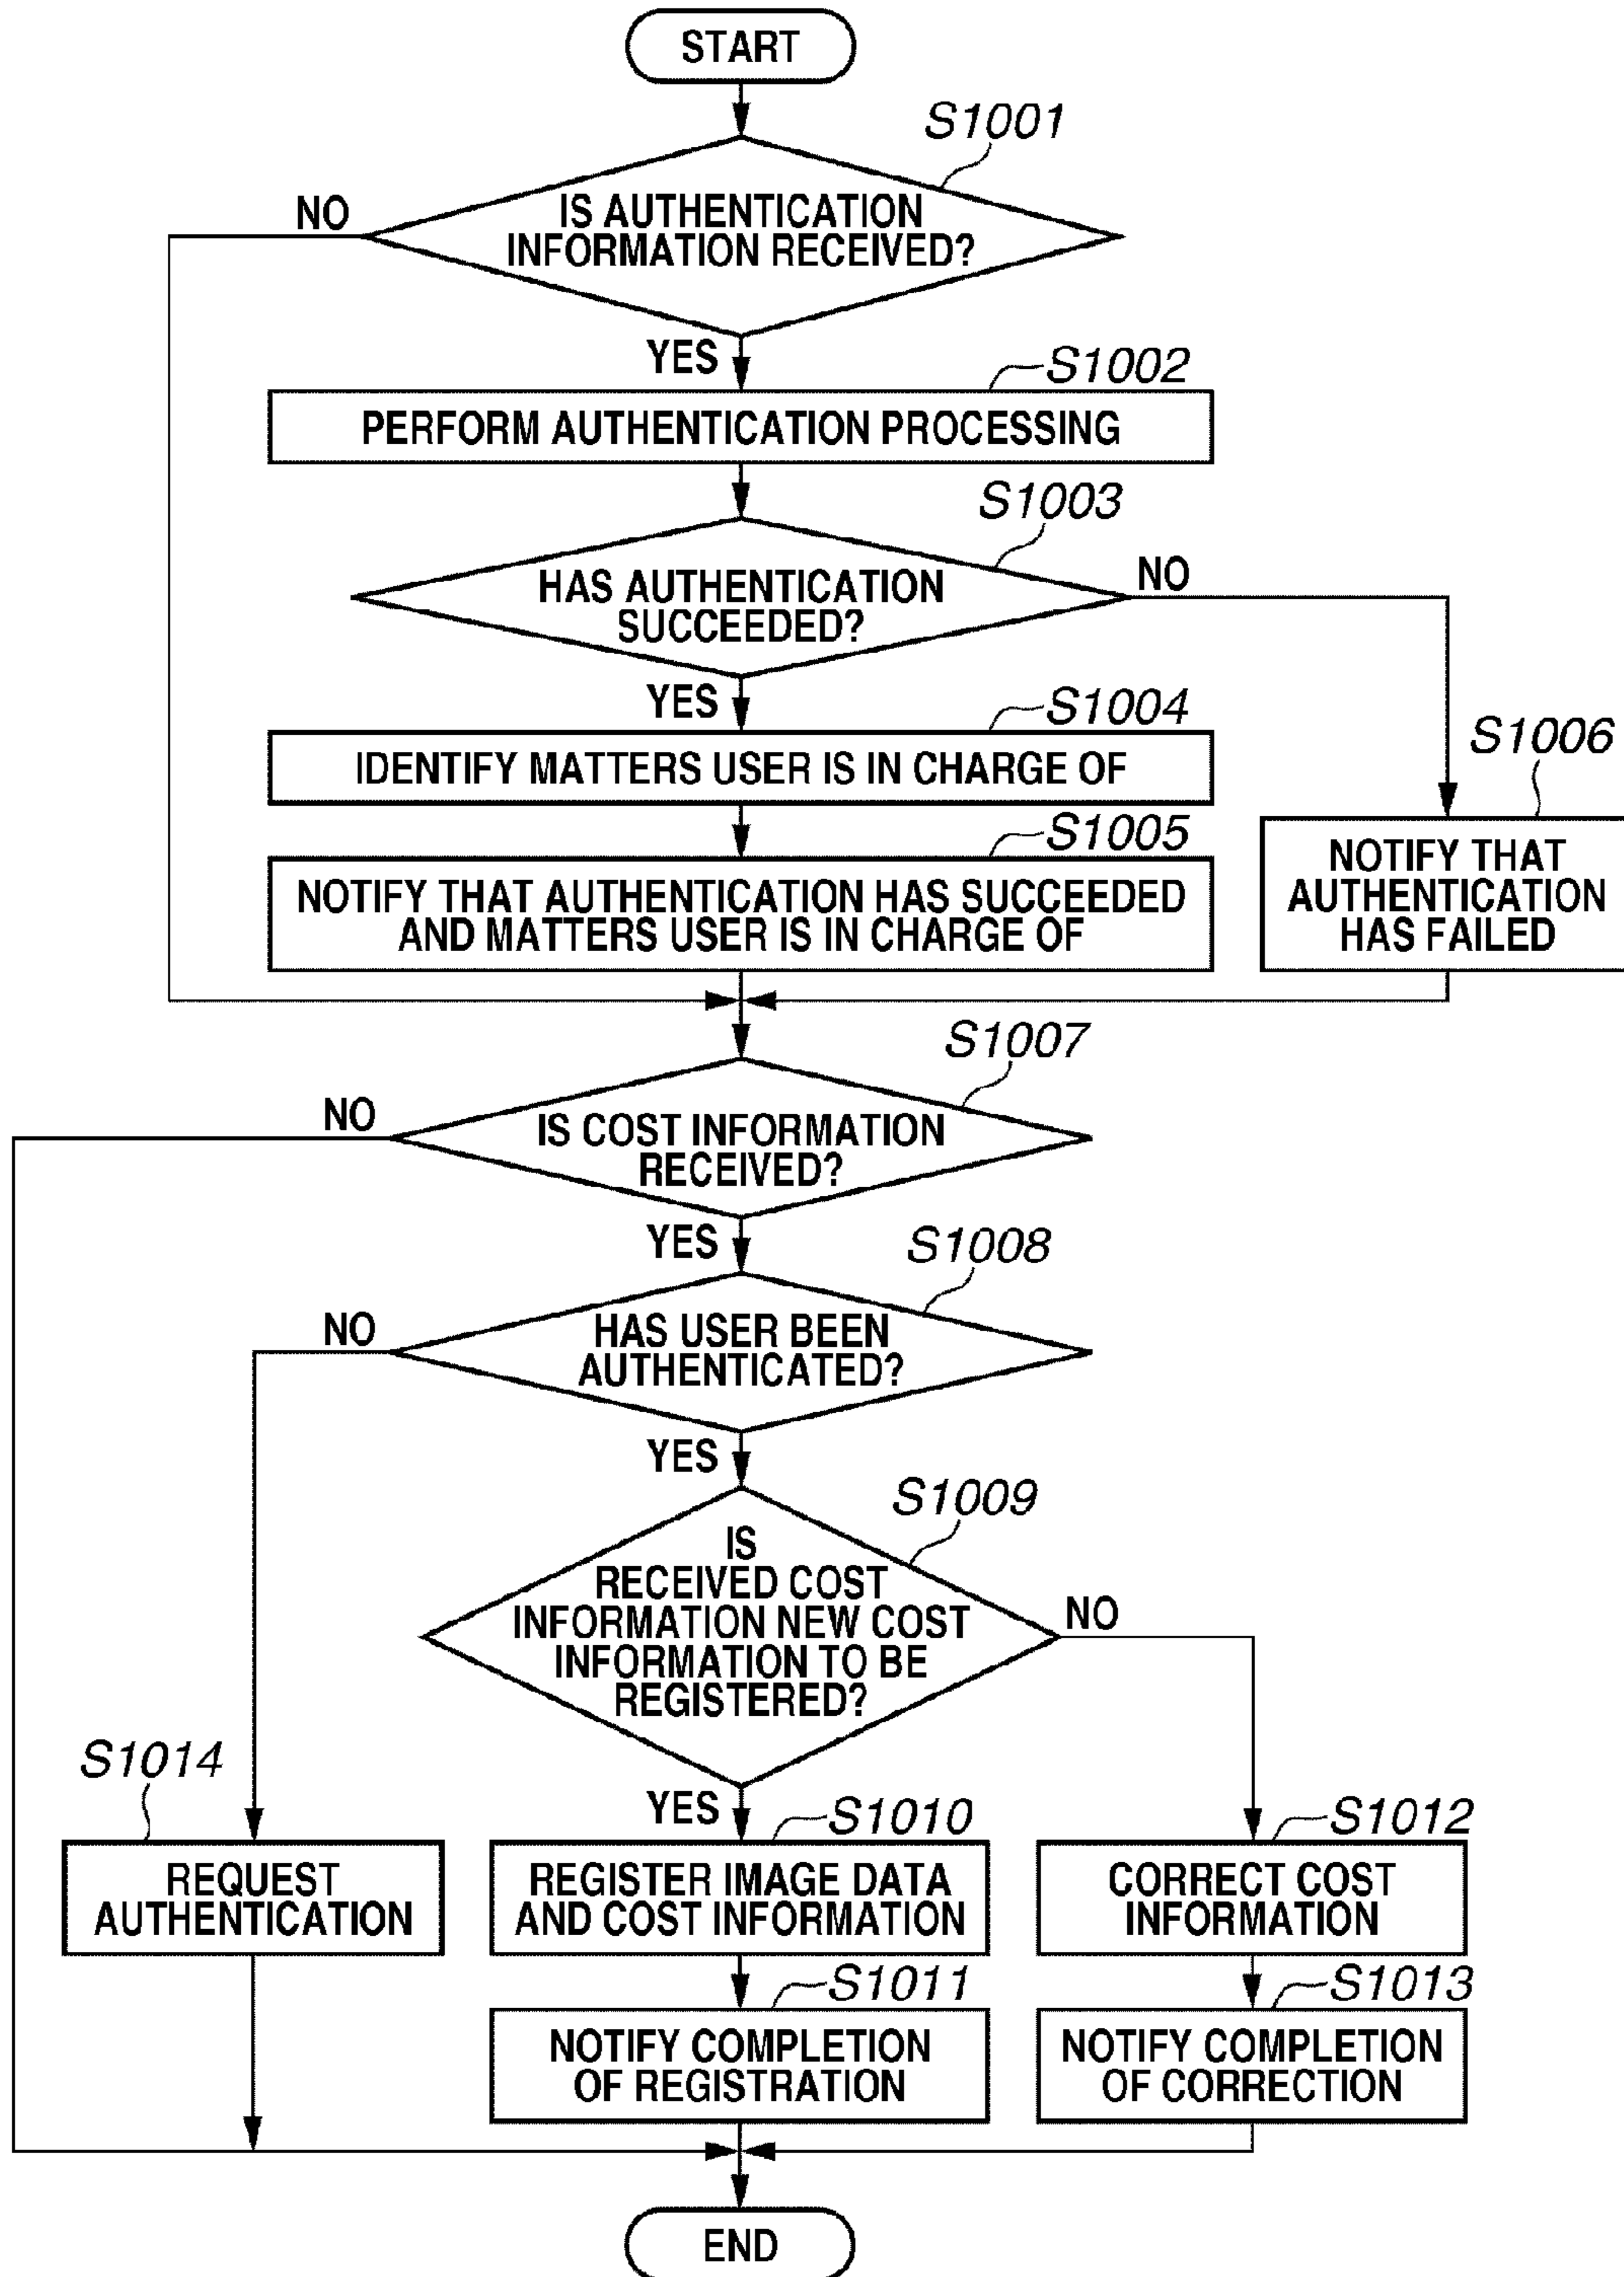 START
S1001
NO
IS AUTHENTICATION
INFORMATION RECEIVED?
YES
S1002
PERFORM AUTHENTICATION PROCESSING
S1003
HAS AUTHENTICATION
SUCCEEDED?
NO
YES
S1004
IDENTIFY MATTERS USER IS IN CHARGE OF
S1006
NOTIFY THAT
AUTHENTICATION
HAS FAILED
S1005
NOTIFY THAT AUTHENTICATION HAS SUCCEEDED
AND MATTERS USER IS IN CHARGE OF
S1007
NO
IS COST INFORMATION
RECEIVED?
YES
S1008
NO
HAS USER BEEN
AUTHENTICATED?
YES
S1009
IS
RECEIVED COST
INFORMATION NEW COST
INFORMATION TO BE
REGISTERED?
NO
YES
S1014
REQUEST
AUTHENTICATION
S1010
REGISTER IMAGE DATA
AND COST INFORMATION
S1012
CORRECT COST
INFORMATION
S1011
NOTIFY COMPLETION
OF REGISTRATION
S1013
NOTIFY COMPLETION
OF CORRECTION
END